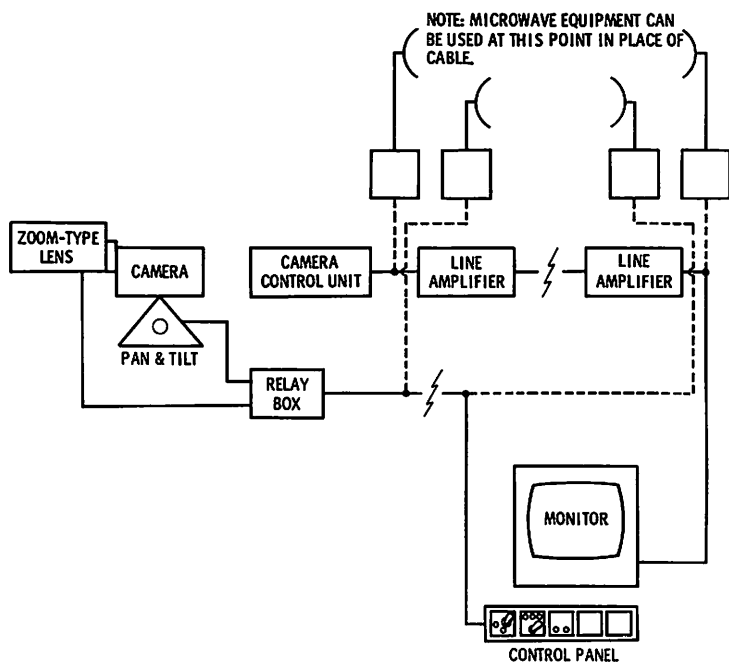 NOTE: MICROWAVE EQUIPMENT CAN
BE USED AT THIS POINT IN PLACE OF
CABLE.
ZOOM-TYPE
LENS
CAMERA
CAMERA
CONTROL UNIT
LINE
AMPLIFIER
LINE
AMPLIFIER
PAN & TILT
RELAY
BOX
MONITOR
CONTROL PANEL